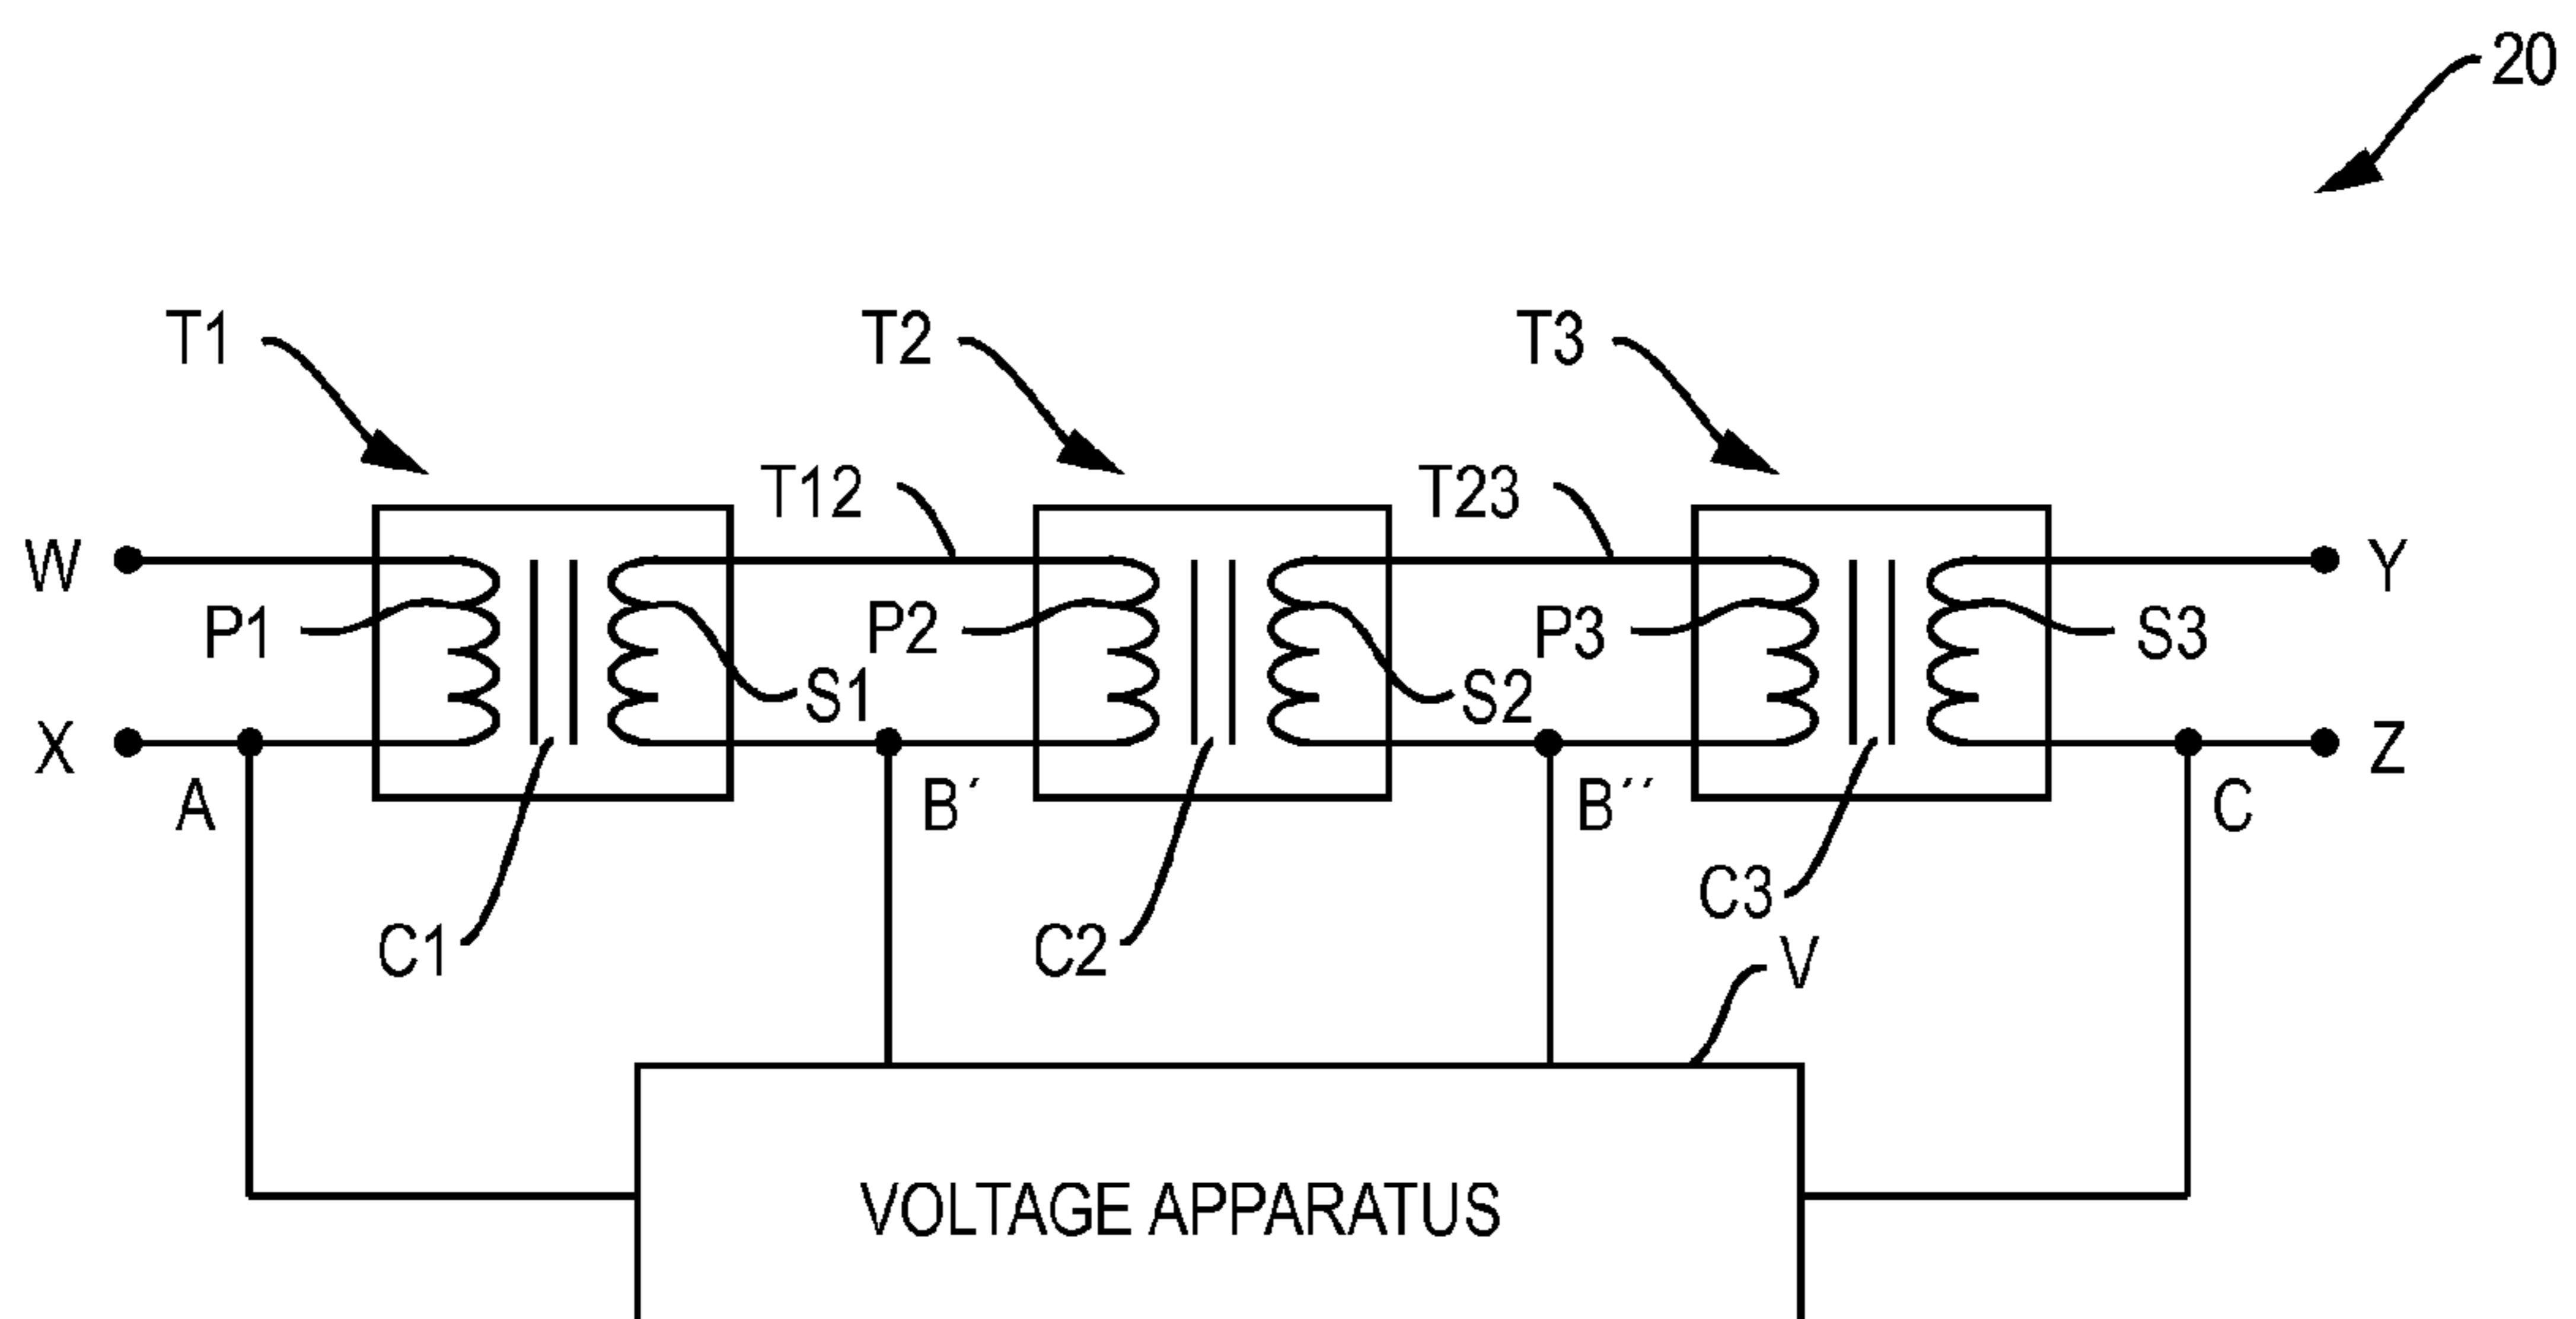 20
T1
T2
T3
T12
T23
W
Y
P1
P2
P3
S3
S1
S2
X
Z
A
B´
B´´
C
C3
C1
C2
V
VOLTAGE APPARATUS